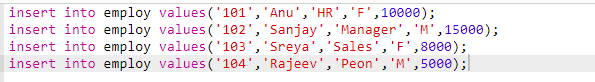 insert into employ values('101','Anu','HR','F',10000);
insert into employ values('102','Sanjay','Manager','M',15000);
insert into employ values('103','Sreya','Sales','F',8000);
insert into employ values('104','Rajeev','Peon','M',5000);